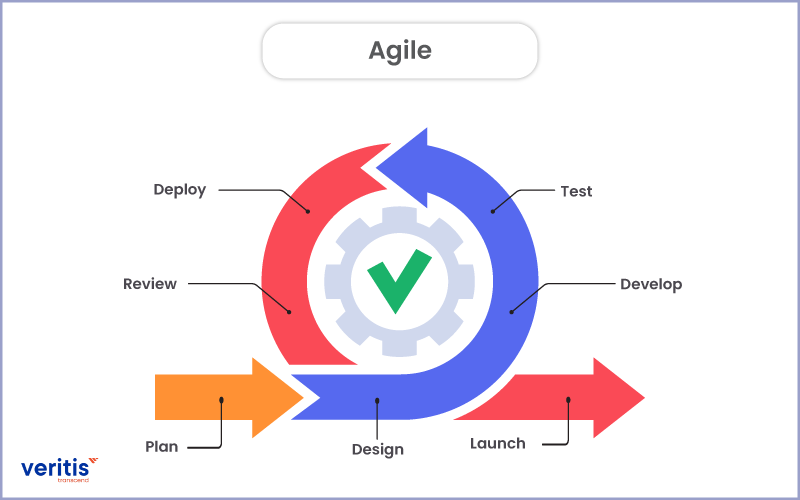 Agile
Deploy
Test
Review
Develop
Plan
Design
Launch
veritis
transcend